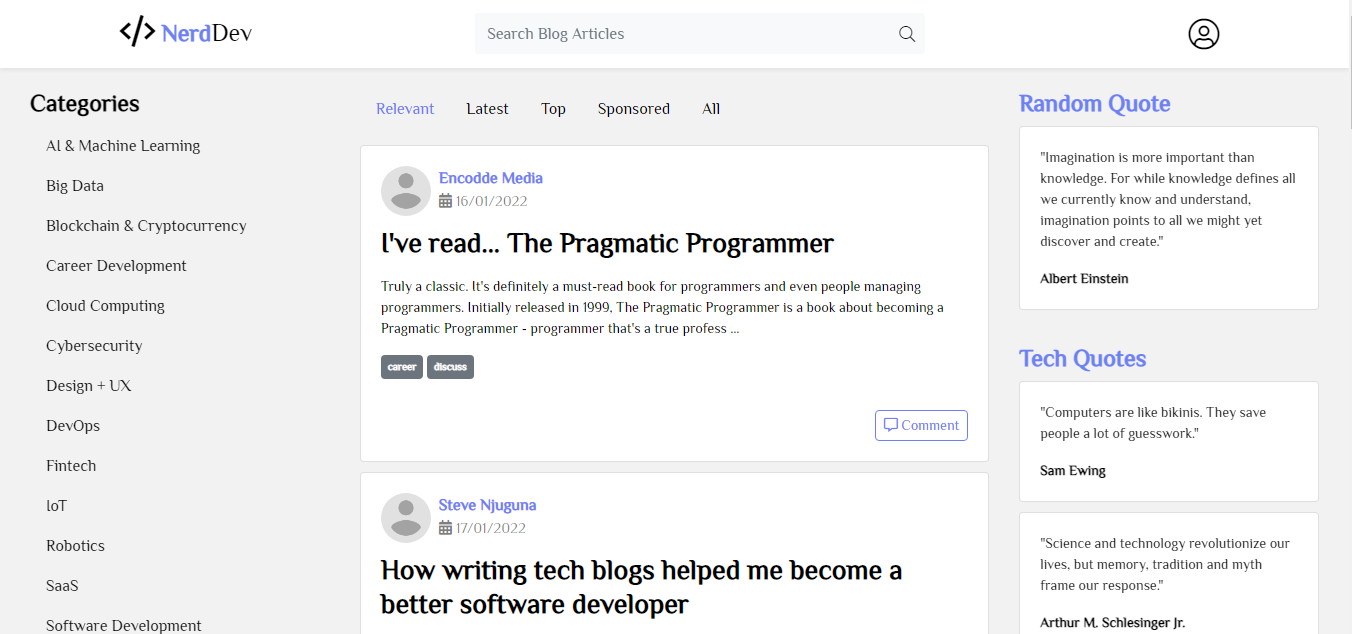 </> NerdDev
Search Blog Articles
Categories
AI & Machine Learning
Big Data
Blockchain & Cryptocurrency
Career Development
Cloud Computing
Cybersecurity
Design + UX
DevOps
Fintech
IoT
Robotics
SaaS
Software Development
Relevant Latest Top Sponsored All
Encodde Media
16/01/2022
I've read... The Pragmatic Programmer
Truly a classic. It's definitely a must-read book for programmers and even people managing
programmers. Initially released in 1999, The Pragmatic Programmer is a book about becoming a
Pragmatic Programmer - programmer that's a true profess ...
career discuss
Comment
Steve Njuguna
17/01/2022
How writing tech blogs helped me become a
better software developer
Random Quote
"Imagination is more important than
knowledge. For while knowledge defines all
we currently know and understand,
imagination points to all we might yet
discover and create."
Albert Einstein
Tech Quotes
"Computers are like bikinis. They save
people a lot of guesswork."
Sam Ewing
"Science and technology revolutionize our
lives, but memory, tradition and myth
frame our response."
Arthur M. Schlesinger Jr.